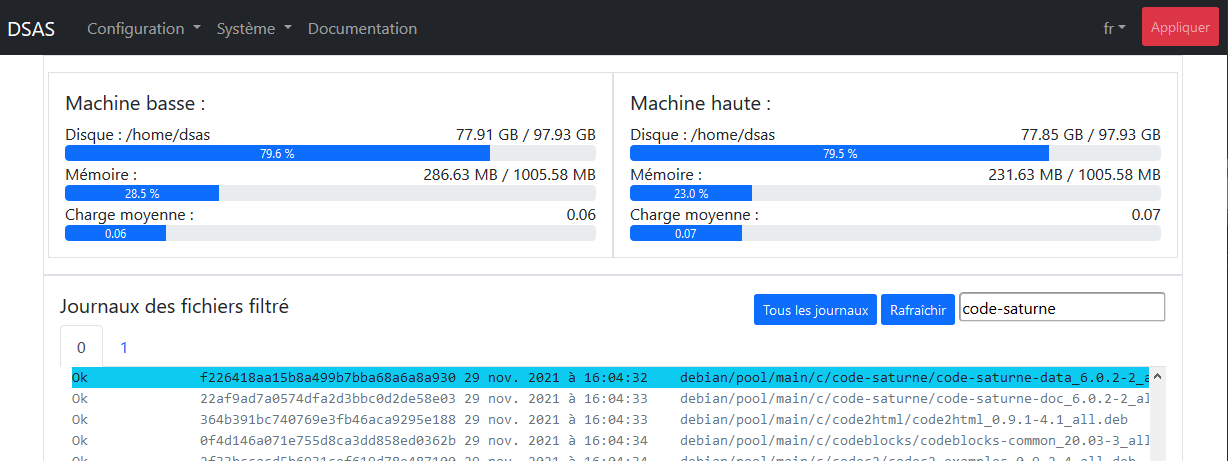 DSAS Configuration Système Documentation fr Appliquer
Machine basse :
Disque : /home/dsas 77.91 GB / 97.93 GB
79.6 %
Mémoire : 286.63 MB / 1005.58 MB
28.5 %
Charge moyenne : 0.06
0.06
Machine haute :
Disque : /home/dsas 77.85 GB / 97.93 GB
79.5 %
Mémoire : 231.63 MB / 1005.58 MB
23.0 %
Charge moyenne : 0.07
0.07
Journaux des fichiers filtré Tous les journaux Rafraîchir code-saturne
0 1
Ok f226418aa15b8a499b7bba68a6a8a930 29 nov. 2021 à 16:04:32 debian/pool/main/c/code-saturne/code-saturne-data_6.0.2-2_a
Ok 22af9ad7a0574dfa2d3bbc0d2de58e03 29 nov. 2021 à 16:04:33 debian/pool/main/c/code-saturne/code-saturne-doc_6.0.2-2_al
Ok 364b391bc740769e3fb46aca9295e188 29 nov. 2021 à 16:04:33 debian/pool/main/c/code2html/code2html_0.9.1-4.1_all.deb
Ok 0f4d146a071e755d8ca3dd858ed0362b 29 nov. 2021 à 16:04:34 debian/pool/main/c/codeblocks/codeblocks-common_20.03-3_all
Ok 29 nov. 2021 à 16:04:34